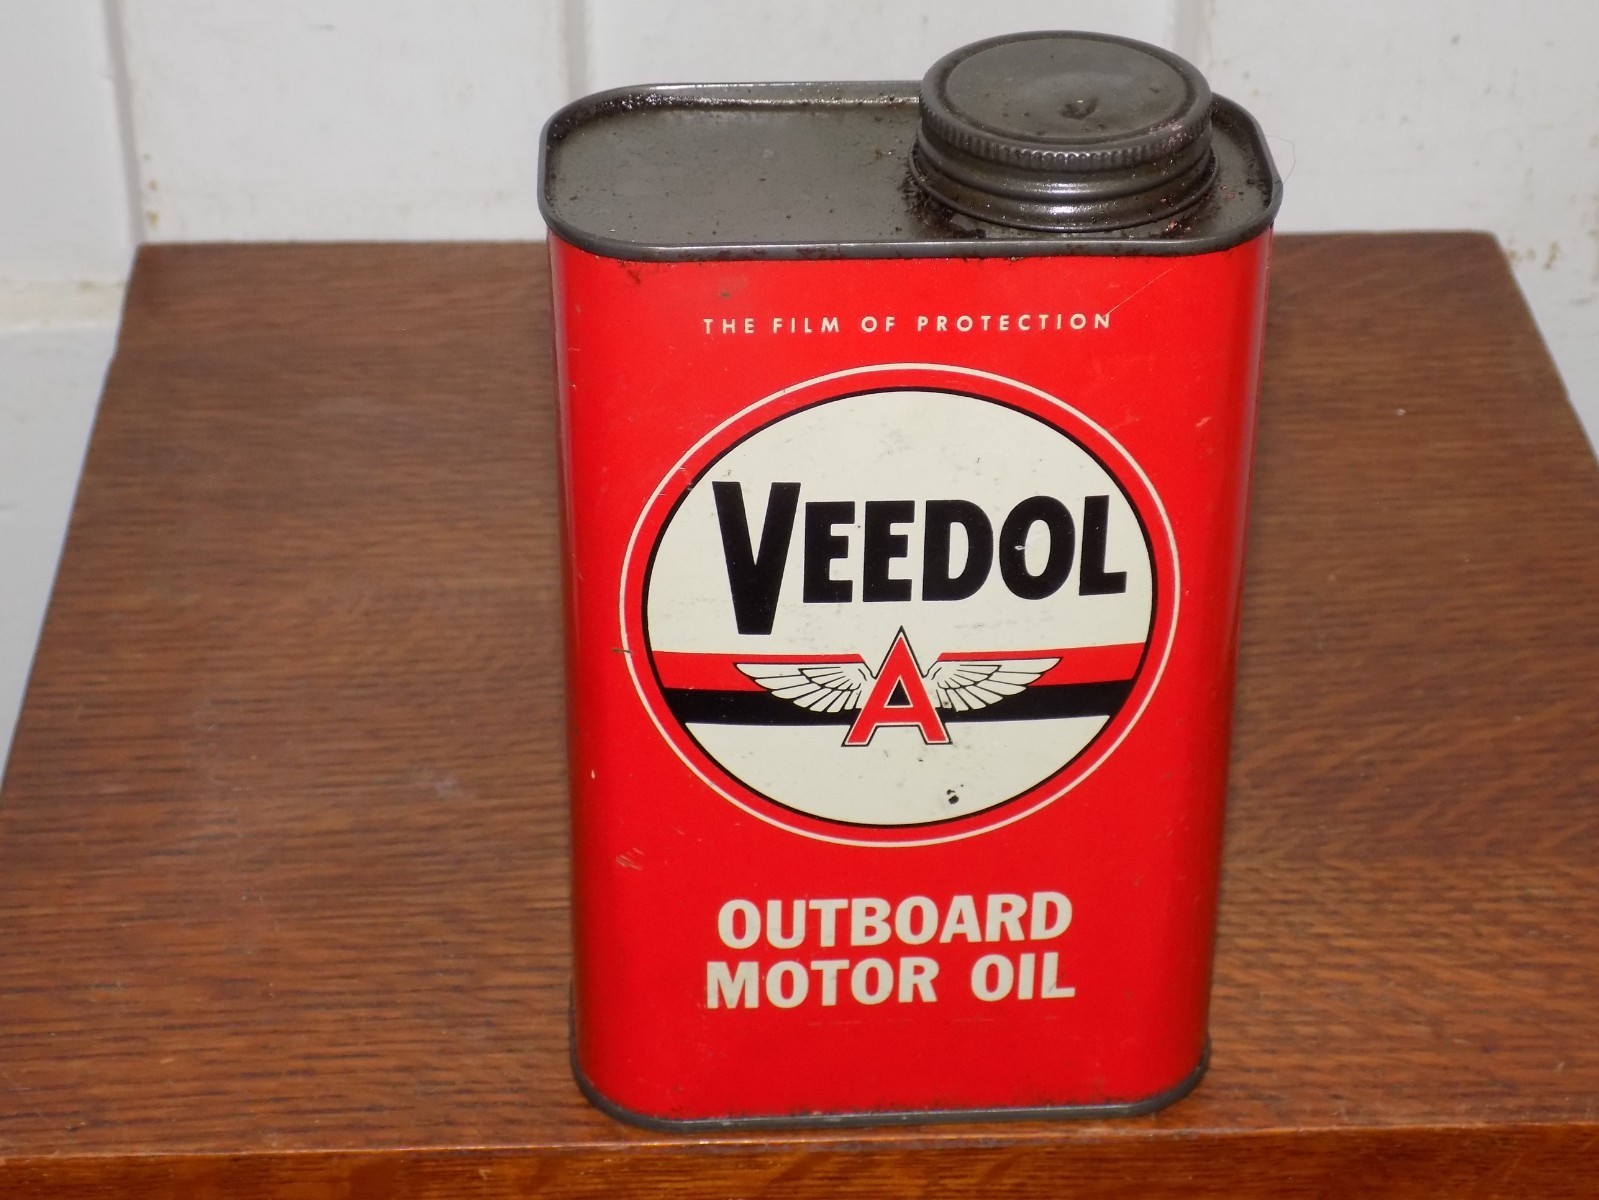 THE FILM OF PROTECTION
VEEDOL
A
OUTBOARD
MOTOR OIL